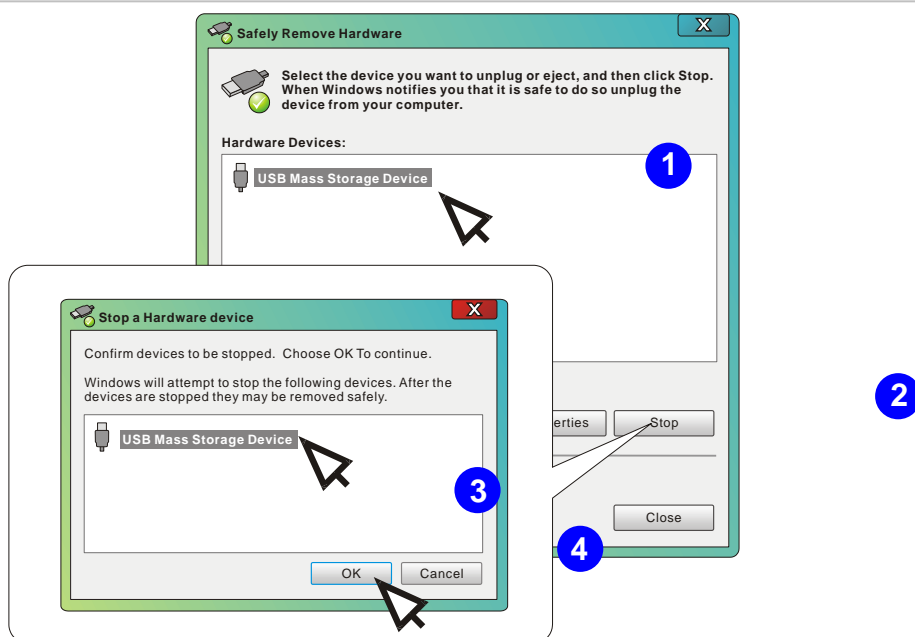 Safely Remove Hardware
X
Select the device you want to unplug or eject, and then click Stop.
When Windows notifies you that it is safe to do so unplug the
device from your computer.
Hardware Devices:
1
USB Mass Storage Device
2
erties
Stop
Close
Stop a Hardware device
X
Confirm devices to be stopped. Choose OK To continue.
Windows will attempt to stop the following devices. After the
devices are stopped they may be removed safely.
USB Mass Storage Device
3
4
OK
Cancel